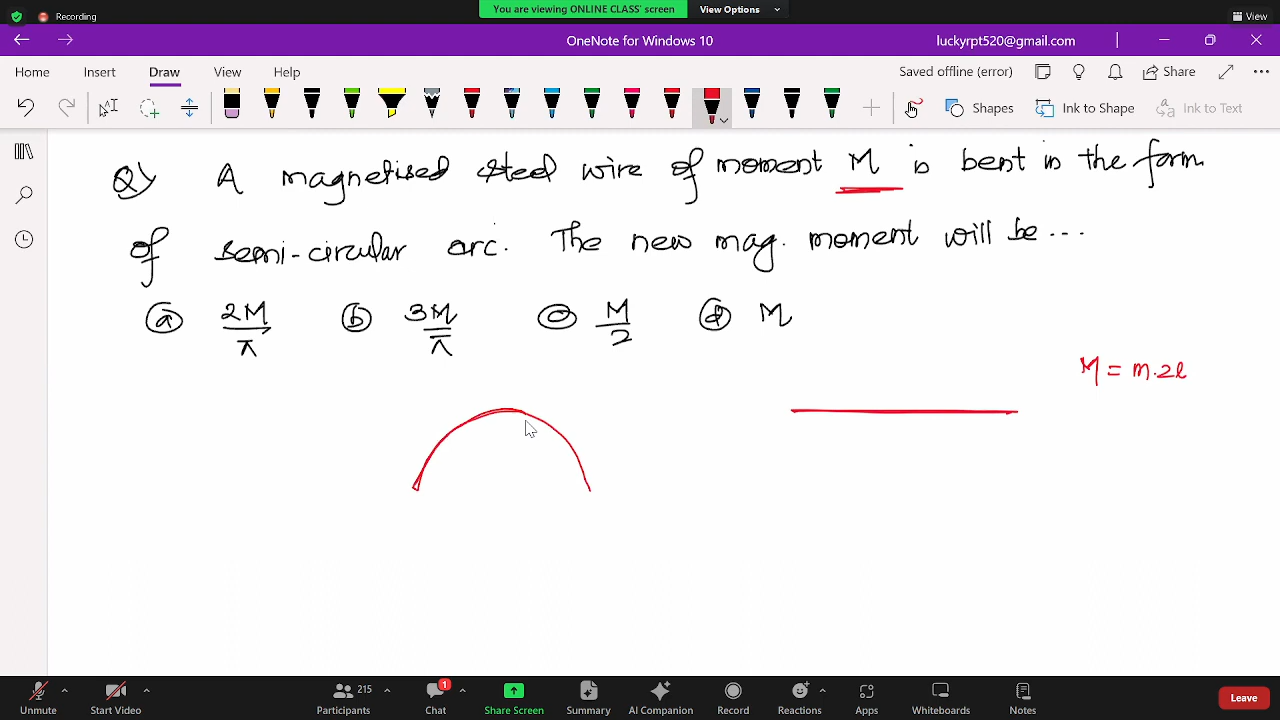 Recording
You are viewing ONLINE CLASS' screen
View Options
View
OneNote for Windows 10
luckyrpt520@gmail.com
Home
Insert
Draw
View
Help
Saved offline (error)
Share
Shapes
Ink to Shape
Ink to Text
Q) A magnetised steel wire of moment M is bent in the form
of semi-circular arc. The new mag. moment will be ...
(a) 2M/π (b) 3M/π (c) M/2 (d) M
M = m.2l
Unmute
Start Video
215
Participants
1
Chat
Share Screen
Summary
AI Companion
Record
Reactions
Apps
Whiteboards
Notes
Leave